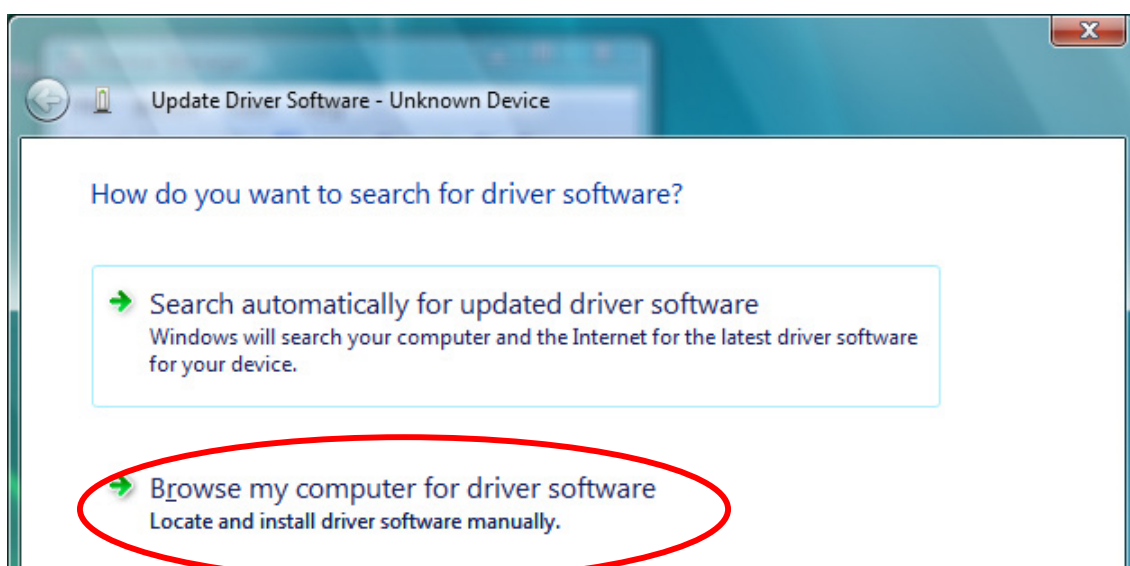 Update Driver Software - Unknown Device
How do you want to search for driver software?
Search automatically for updated driver software
Windows will search your computer and the Internet for the latest driver software
for your device.
Browse my computer for driver software
Locate and install driver software manually.